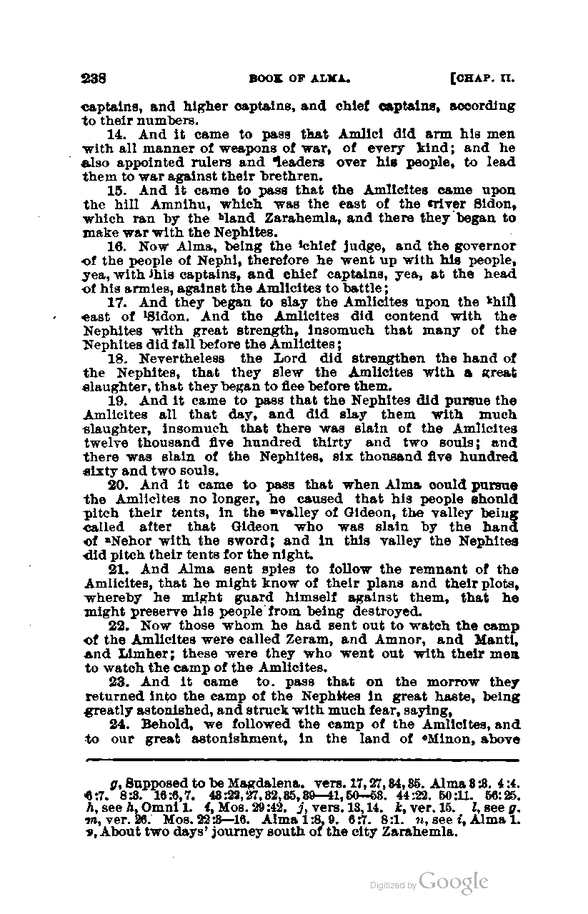 238 BOOK OF ALMA. [CHAP. II.
captains, and higher captains, and chief captains, according
to their numbers.
14. And it came to pass that Amlici did arm his men
with all manner of weapons of war, of every kind; and he
also appointed rulers and leaders over his people, to lead
them to war against their brethren.
15. And it came to pass that the Amlicites came upon
the hill Amnihu, which was the east of the ᵍriver Sidon,
which ran by the ʰland Zarahemla, and there they began to
make war with the Nephites.
16. Now Alma, being the ⁱchief judge, and the governor
of the people of Nephi, therefore he went up with his people,
yea, with ʲhis captains, and chief captains, yea, at the head
of his armies, against the Amlicites to battle;
17. And they began to slay the Amlicites upon the ᵏhill
east of ˡSidon. And the Amlicites did contend with the
Nephites with great strength, insomuch that many of the
Nephites did fall before the Amlicites;
18. Nevertheless the Lord did strengthen the hand of
the Nephites, that they slew the Amlicites with a great
slaughter, that they began to flee before them.
19. And it came to pass that the Nephites did pursue the
Amlicites all that day, and did slay them with much
slaughter, insomuch that there was slain of the Amlicites
twelve thousand five hundred thirty and two souls; and
there was slain of the Nephites, six thousand five hundred
sixty and two souls.
20. And it came to pass that when Alma could pursue
the Amlicites no longer, he caused that his people should
pitch their tents, in the ᵐvalley of Gideon, the valley being
called after that Gideon who was slain by the hand
of ⁿNehor with the sword; and in this valley the Nephites
did pitch their tents for the night.
21. And Alma sent spies to follow the remnant of the
Amlicites, that he might know of their plans and their plots,
whereby he might guard himself against them, that he
might preserve his people from being destroyed.
22. Now those whom he had sent out to watch the camp
of the Amlicites were called Zeram, and Amnor, and Manti,
and Limher; these were they who went out with their men
to watch the camp of the Amlicites.
23. And it came to. pass that on the morrow they
returned into the camp of the Nephites in great haste, being
greatly astonished, and struck with much fear, saying,
24. Behold, we followed the camp of the Amlicites, and
to our great astonishment, in the land of ᵒMinon, above
g, Supposed to be Magdalena. vers. 17, 27, 34, 35. Alma 3:3. 4:4.
6:7. 8:3. 16:6, 7. 43:22, 27, 32, 35, 39—41, 50—53. 44:22. 50:11. 56:25.
h, see h, Omni 1. i, Mos. 29:42. j, vers. 13, 14. k, ver. 15. l, see g.
m, ver. 26. Mos. 22:3—16. Alma 1:8, 9. 6:7. 8:1. n, see i, Alma 1.
o, About two days' journey south of the city Zarahemla.
Digitized by Google